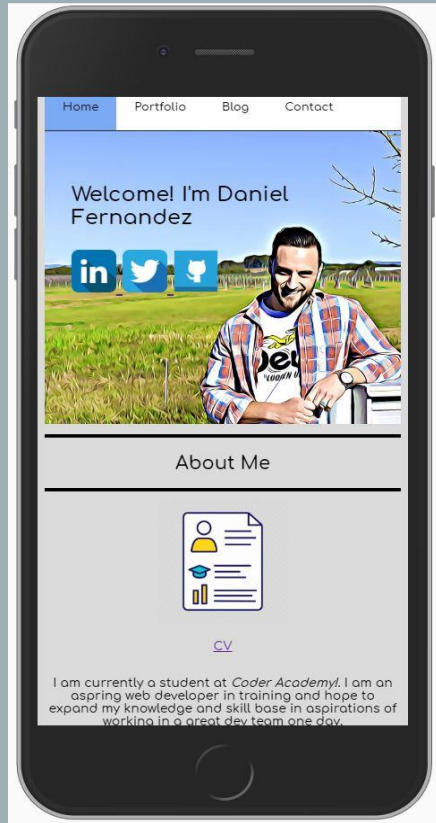 Home Portfolio Blog Contact
Welcome! I'm Daniel
Fernandez
in
About Me
CV
I am currently a student at Coder Academy!. I am an
aspring web developer in training and hope to
expand my knowledge and skill base in aspirations of
working in a great dev team one day.